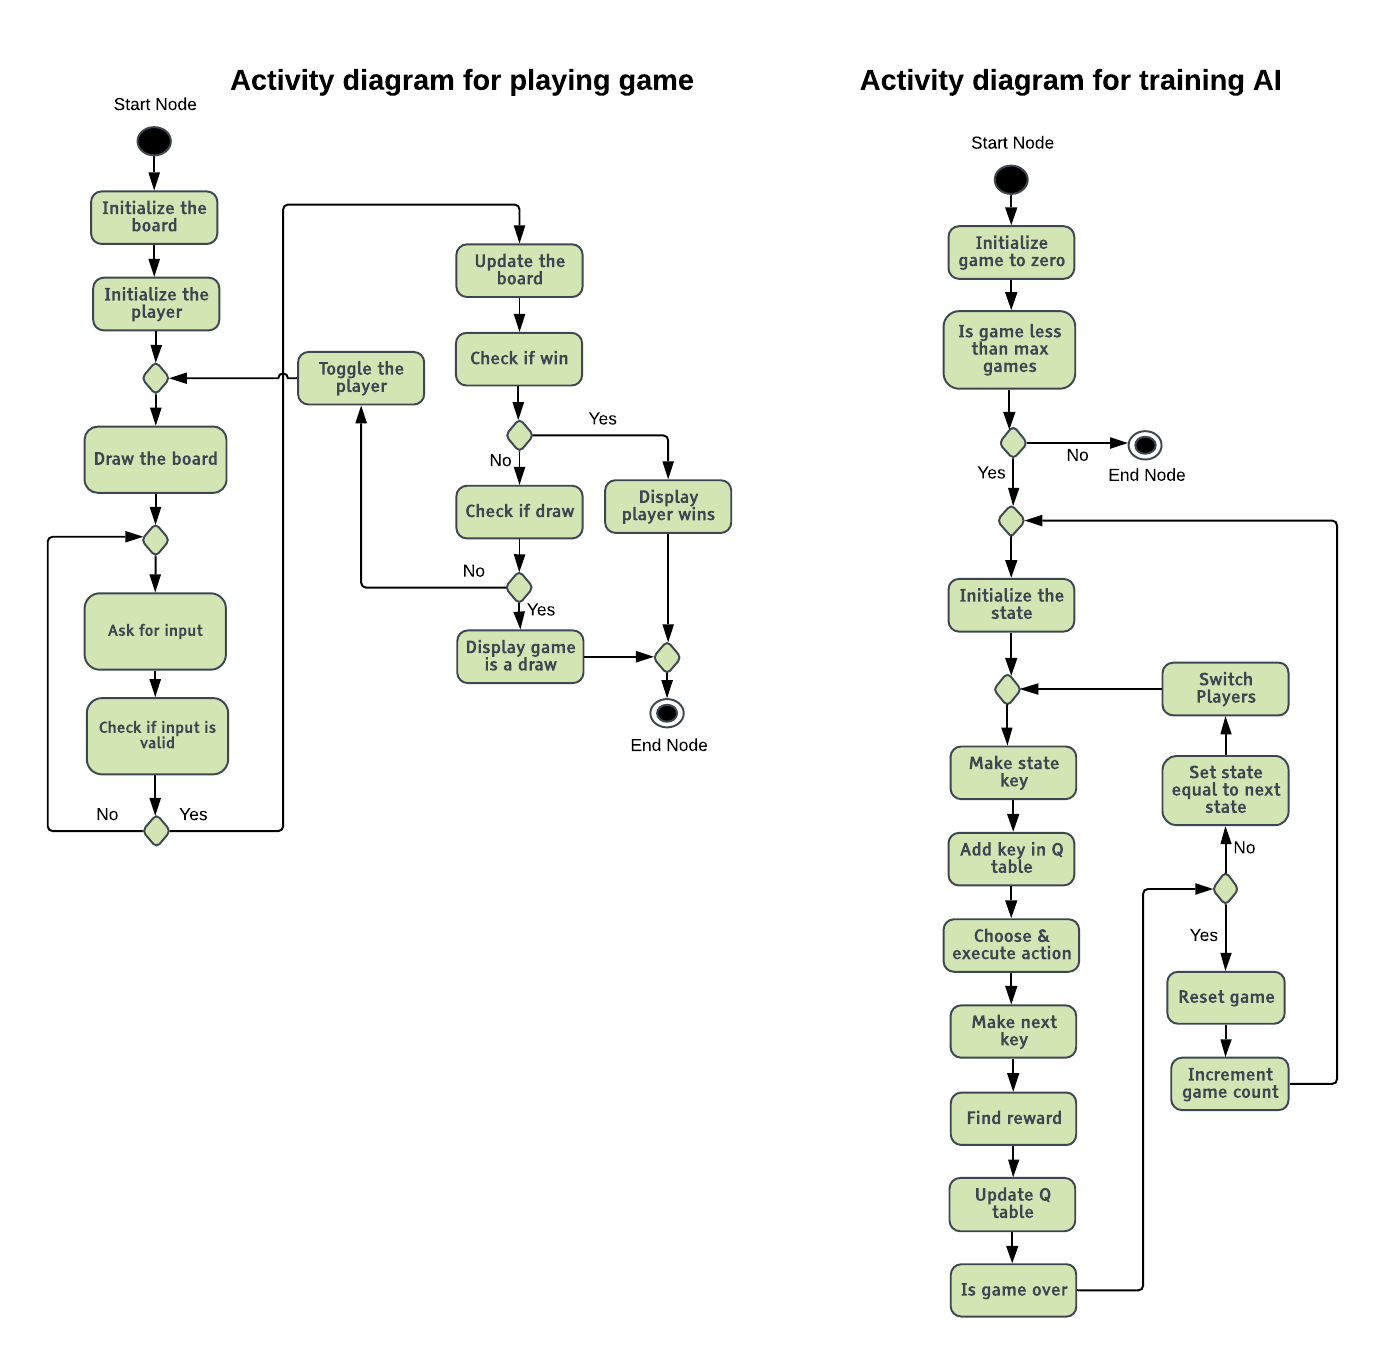 Activity diagram for playing game
Start Node
Initialize the
board
Initialize the
player
Draw the board
Ask for input
Check if input is
valid
No
Yes
Update the
board
Check if win
Toggle the
player
Yes
No
Check if draw
Display
player wins
No
Yes
Display game
is a draw
End Node
Activity diagram for training AI
Start Node
Initialize
game to zero
Is game less
than max
games
No
End Node
Yes
Initialize the
state
Make state
key
Add key in Q
table
Choose &
execute action
Make next
key
Find reward
Update Q
table
Is game over
Switch
Players
Set state
equal to next
state
No
Yes
Reset game
Increment
game count